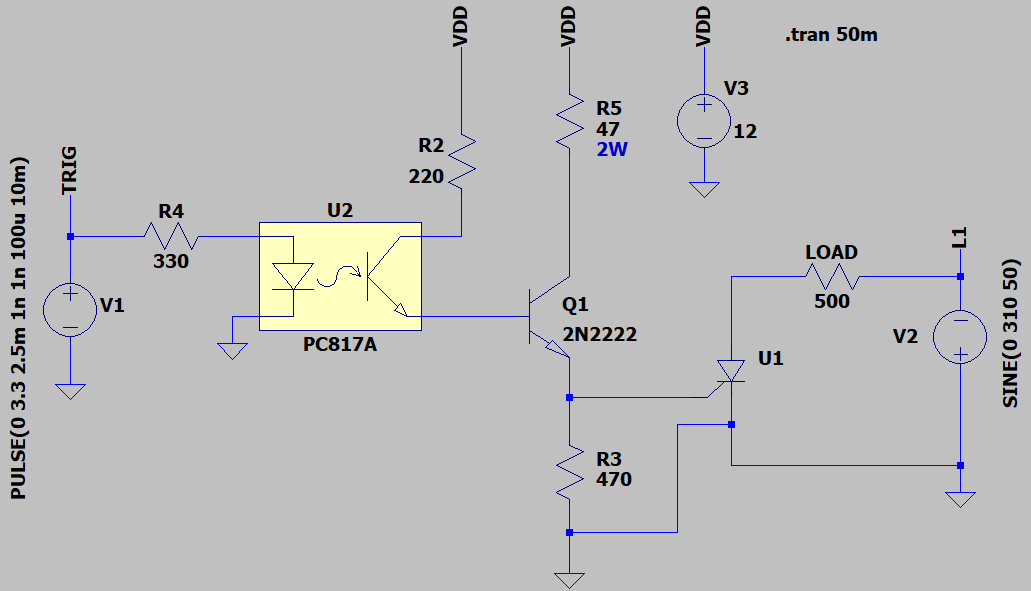 VDD
VDD
VDD
.tran 50m
V3
12
R5
47
2W
R2
220
TRIG
PULSE(0 3.3 2.5m 1n 1n 100u 10m)
R4
330
U2
PC817A
V1
Q1
2N2222
LOAD
500
L1
V2
SINE(0 310 50)
U1
R3
470